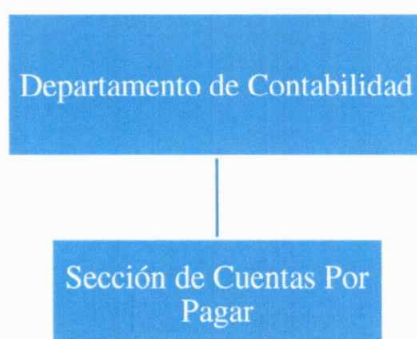 Departamento de Contabilidad
Sección de Cuentas Por
Pagar